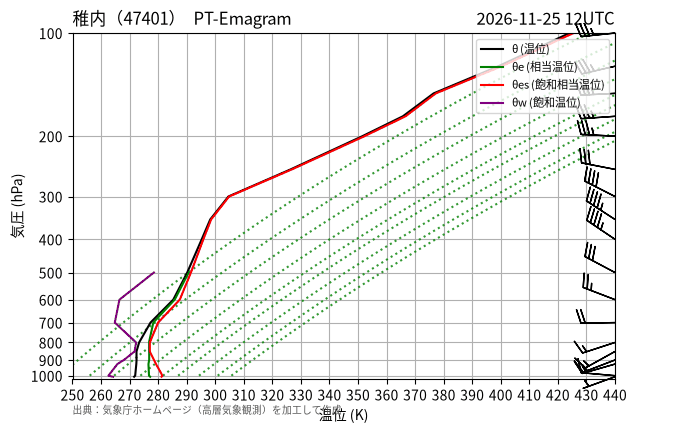 稚内（47401） PT-Emagram
2026-11-25 12UTC
θ (温位)
θe (相当温位)
θes (飽和相当温位)
θw (飽和温位)
気圧 (hPa)
100
200
300
400
500
600
700
800
900
1000
250 260 270 280 290 300 310 320 330 340 350 360 370 380 390 400 410 420 430 440
出典：気象庁ホームページ（高層気象観測）を加工して作成
温位 (K)